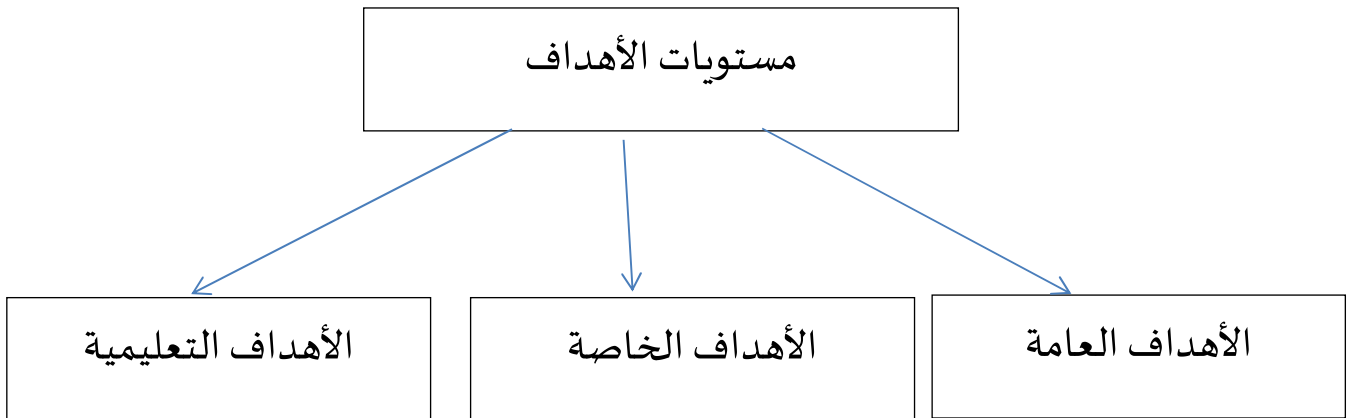 مستويات الأهداف
الأهداف العامة
الأهداف الخاصة
الأهداف التعليمية